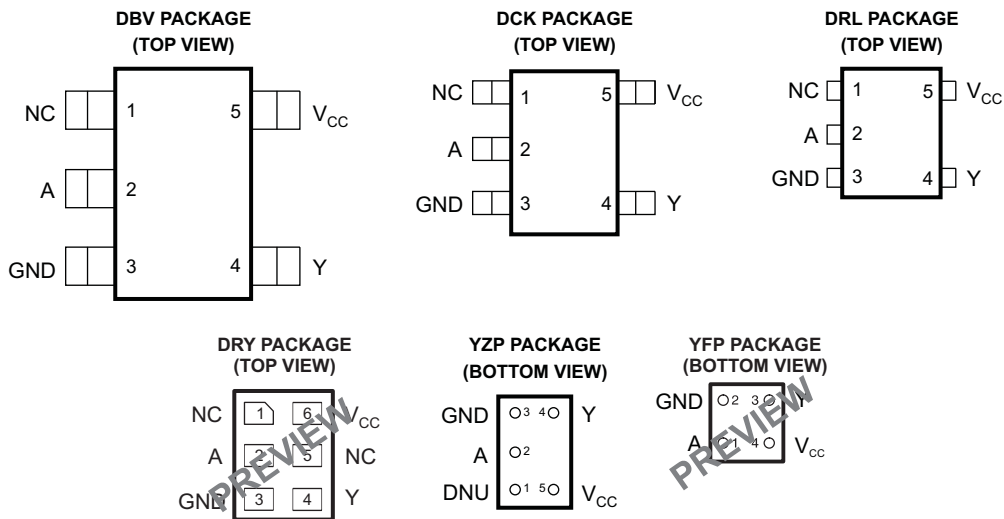 DBV PACKAGE
(TOP VIEW)
NC 1 5 VCC
A 2
GND 3 4 Y
DCK PACKAGE
(TOP VIEW)
NC 1 5 VCC
A 2
GND 3 4 Y
DRL PACKAGE
(TOP VIEW)
NC 1 5 VCC
A 2
GND 3 4 Y
DRY PACKAGE
(TOP VIEW)
NC 1 6 VCC
A 2 5 NC
GND 3 4 Y
PREVIEW
YZP PACKAGE
(BOTTOM VIEW)
GND 3 4 Y
A 2
DNU 1 5 VCC
YFP PACKAGE
(BOTTOM VIEW)
GND 2 3 Y
A 1 4 VCC
PREVIEW